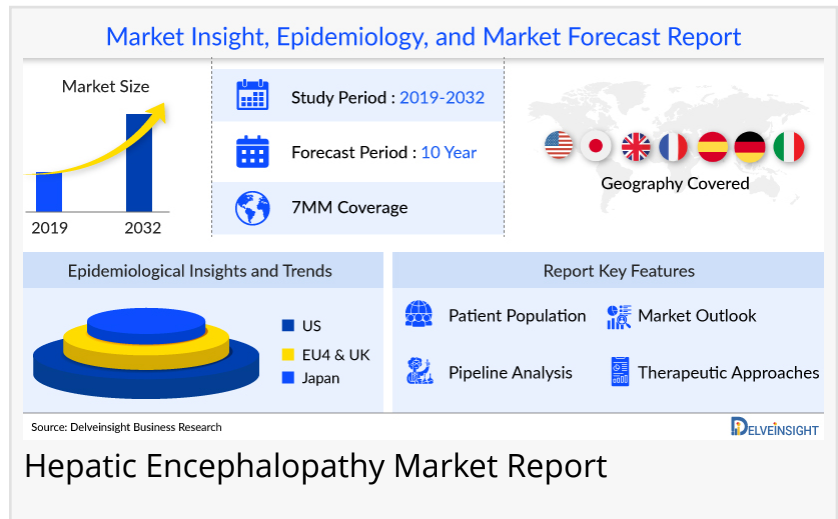 Market Insight, Epidemiology, and Market Forecast Report
Market Size
2019
2032
Study Period : 2019-2032
Forecast Period : 10 Year
7MM Coverage
Geography Covered
Epidemiological Insights and Trends
US
EU4 & UK
Japan
Report Key Features
Patient Population
Market Outlook
Pipeline Analysis
Therapeutic Approaches
Source: Delveinsight Business Research
DELVEINSIGHT
Hepatic Encephalopathy Market Report